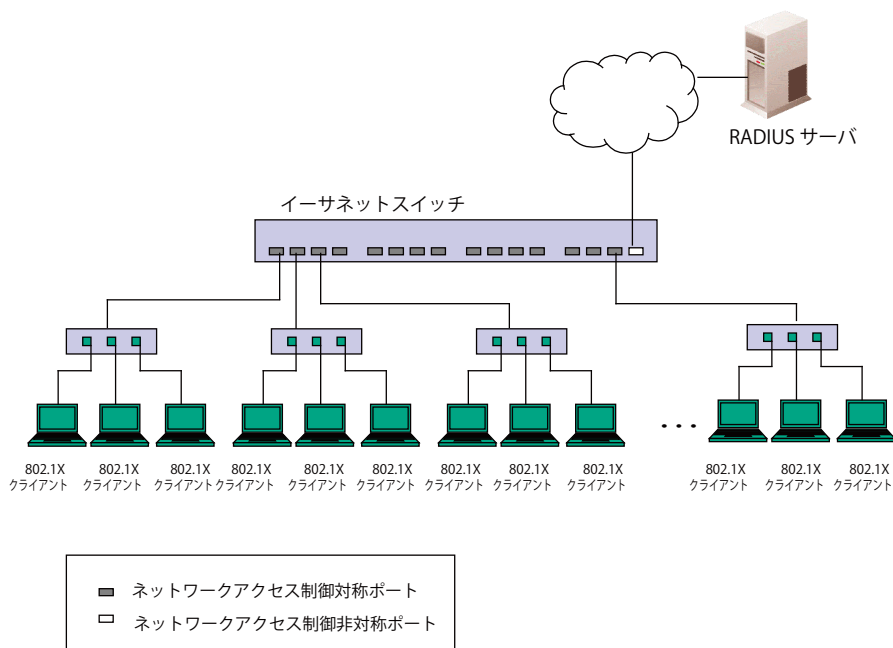 RADIUS サーバ
イーサネットスイッチ
802.1X 802.1X 802.1X 802.1X 802.1X 802.1X 802.1X 802.1X 802.1X 802.1X 802.1X 802.1X
クライアント クライアント クライアント クライアント クライアント クライアント クライアント クライアント クライアント クライアント クライアント クライアント
ネットワークアクセス制御対称ポート
ネットワークアクセス制御非対称ポート